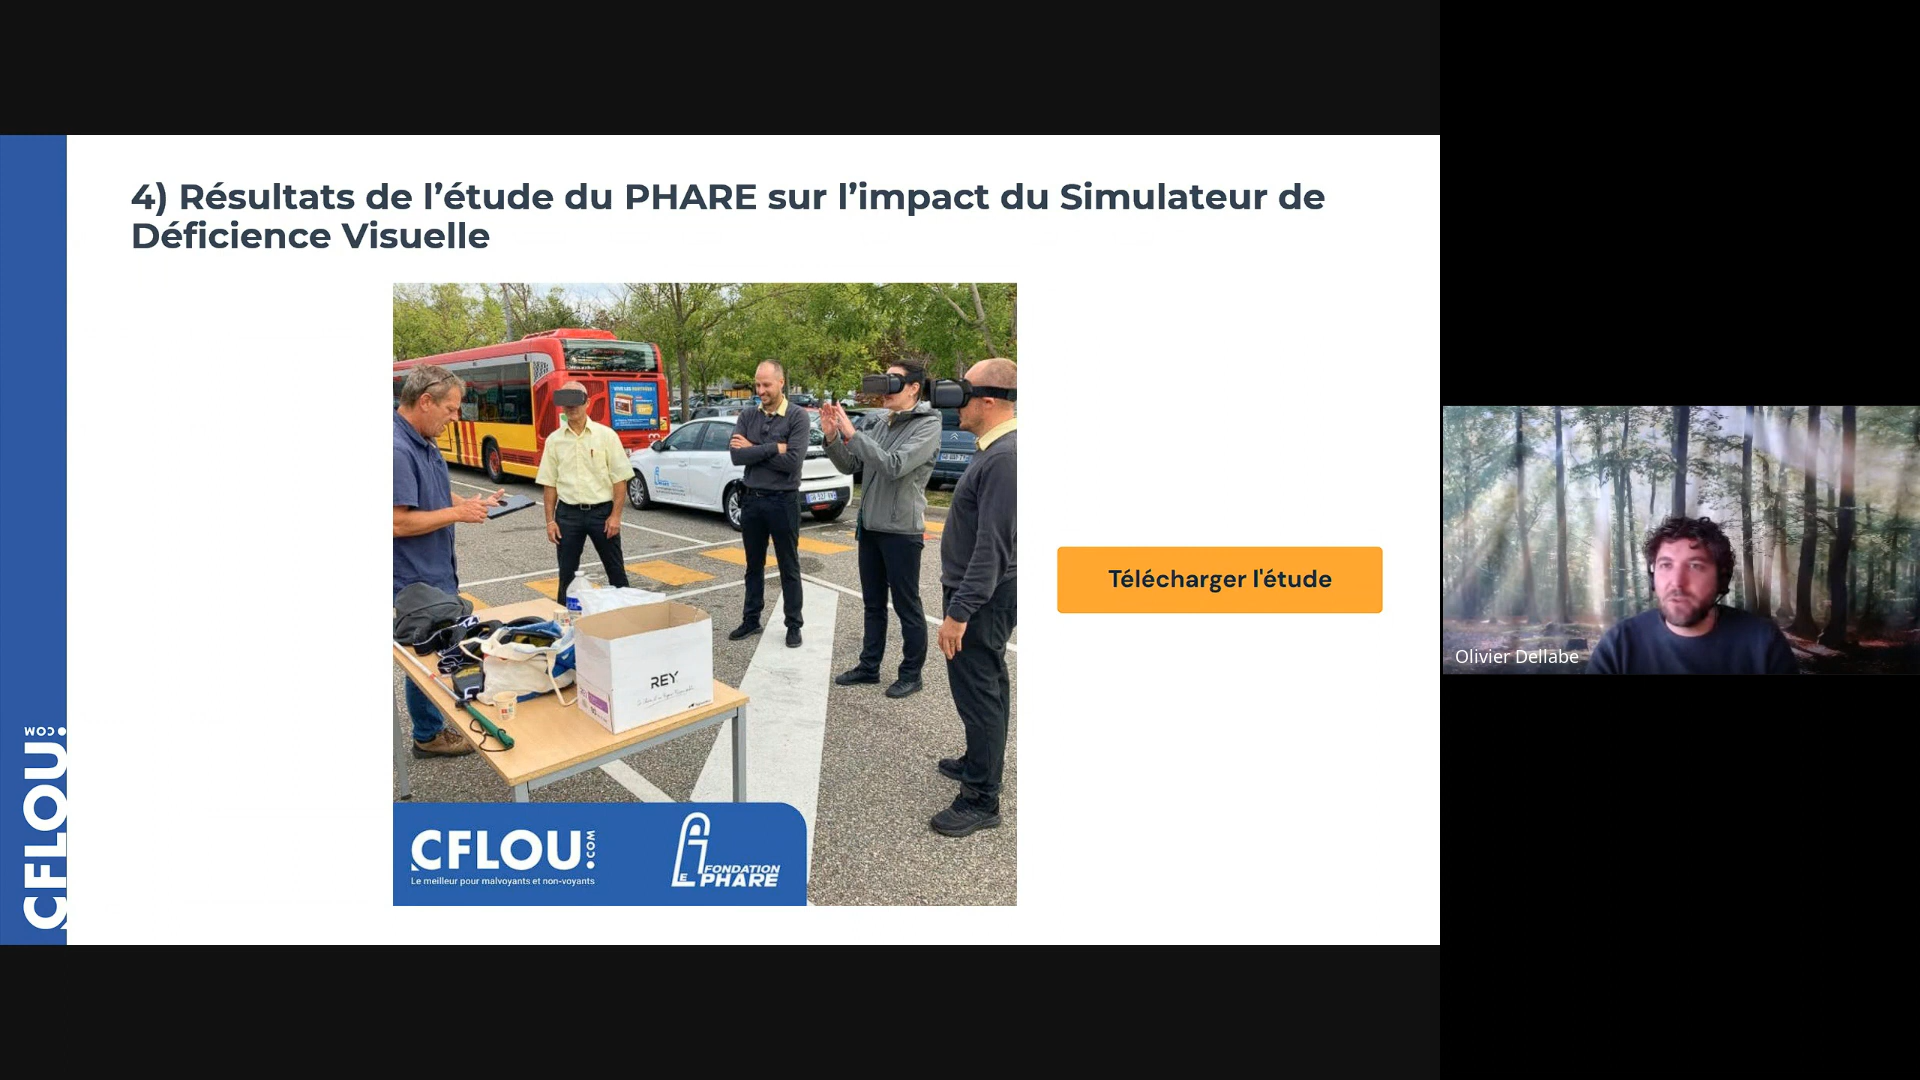 4) Résultats de l’étude du PHARE sur l’impact du Simulateur de
Déficience Visuelle
REY
CFLOU.COM
Le meilleur pour malvoyants et non-voyants
LE
FONDATION
PHARE
Télécharger l'étude
CFLOU.COM
Olivier Dellabe